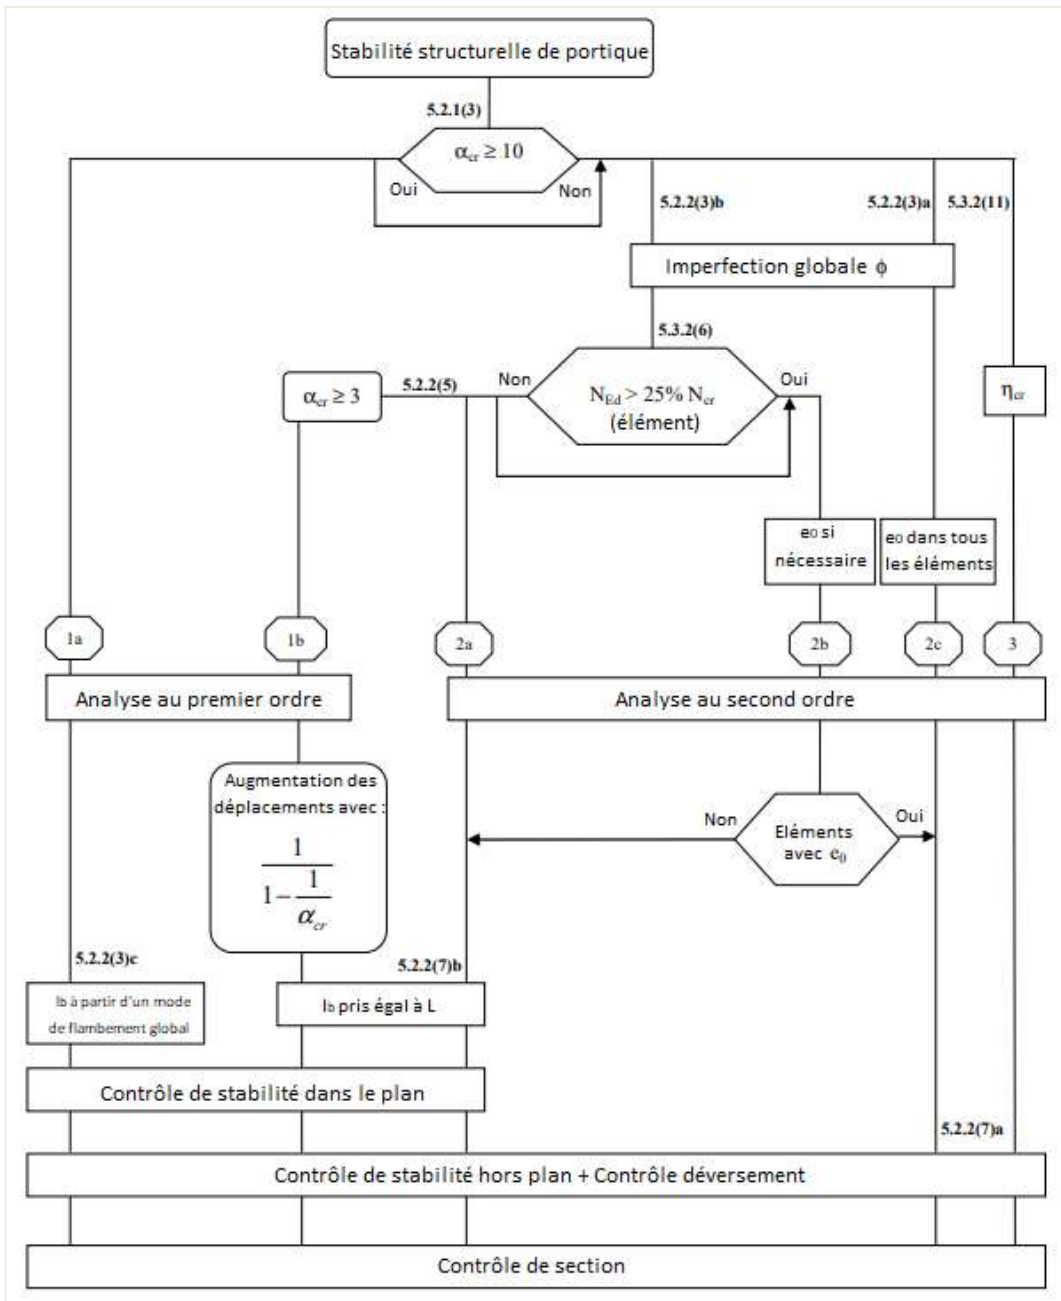 Stabilité structurelle de portique
5.2.1(3)
αcr ≥ 10
Oui
Non
5.2.2(3)b
5.2.2(3)a
5.3.2(11)
Imperfection globale ϕ
5.3.2(6)
αcr ≥ 3
5.2.2(5)
Non
NEd > 25% Ncr
(élément)
Oui
ηcr
e0 si
nécessaire
e0 dans tous
les éléments
1a
1b
2a
2b
2c
3
Analyse au premier ordre
Analyse au second ordre
Augmentation des
déplacements avec :
1
1 − 1
αcr
Non
Eléments
avec e0
Oui
5.2.2(3)c
5.2.2(7)b
lb à partir d'un mode
de flambement global
lb pris égal à L
Contrôle de stabilité dans le plan
5.2.2(7)a
Contrôle de stabilité hors plan + Contrôle déversement
Contrôle de section